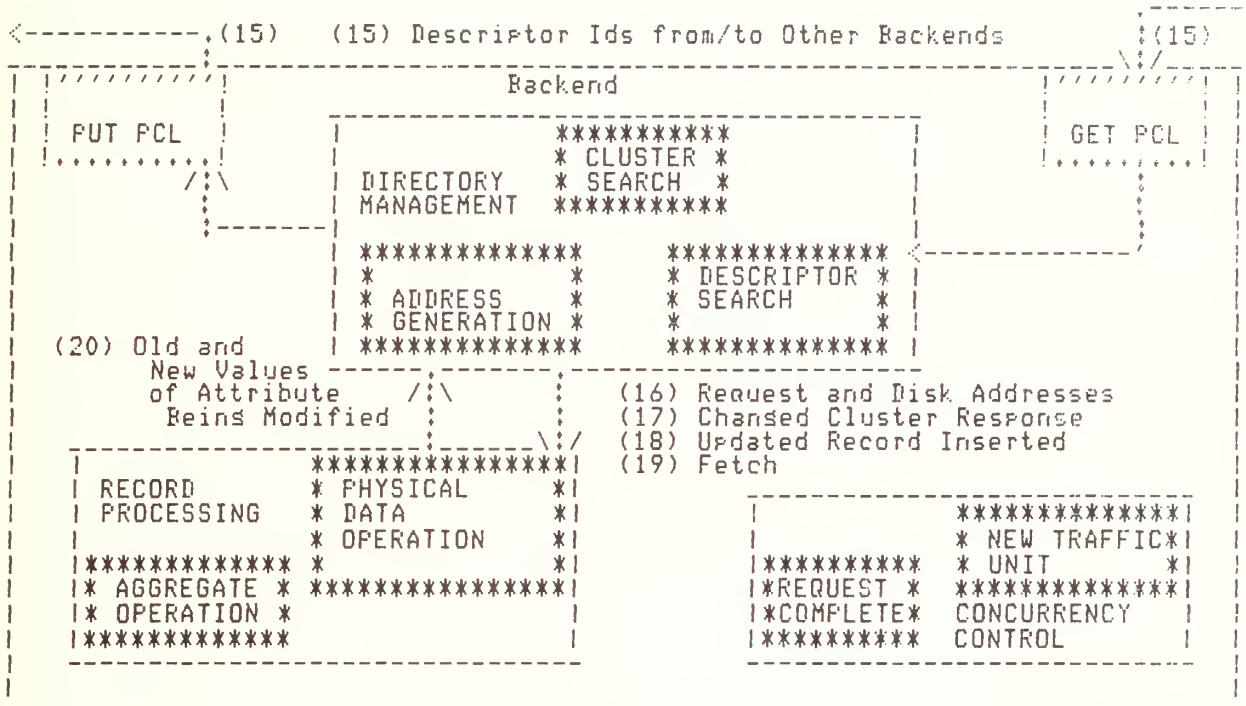 (15) (15) Descriptor Ids from/to Other Backends (15)
Backend
PUT PCL
GET PCL
CLUSTER
SEARCH
DIRECTORY
MANAGEMENT
ADDRESS
GENERATION
DESCRIPTOR
SEARCH
(20) Old and
New Values
of Attribute
Being Modified
(16) Request and Disk Addresses
(17) Changed Cluster Response
(18) Updated Record Inserted
(19) Fetch
RECORD
PROCESSING
PHYSICAL
DATA
OPERATION
AGGREGATE
OPERATION
NEW TRAFFIC
UNIT
REQUEST
COMPLETE
CONCURRENCY
CONTROL